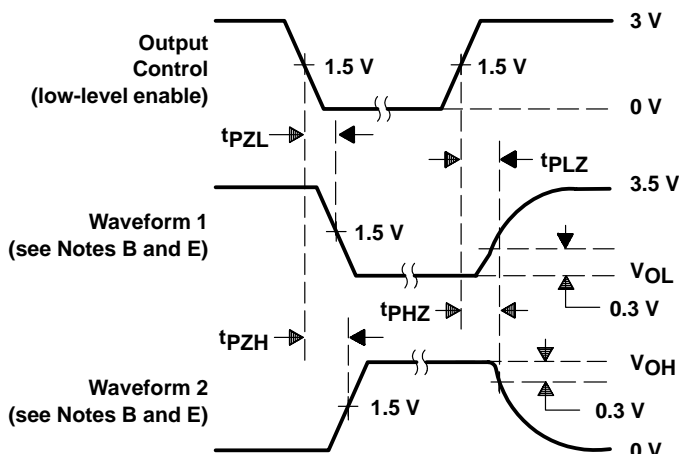 3 V
Output
Control
(low-level enable)
1.5 V
1.5 V
0 V
tPZL
tPLZ
3.5 V
Waveform 1
(see Notes B and E)
1.5 V
VOL
0.3 V
tPHZ
tPZH
VOH
Waveform 2
(see Notes B and E)
1.5 V
0.3 V
0 V